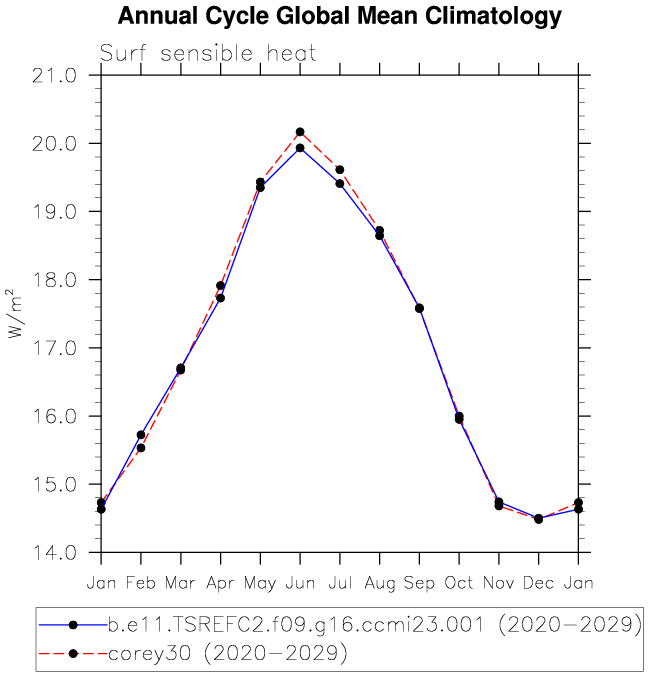 Annual Cycle Global Mean Climatology
Surf sensible heat
21.0
20.0
19.0
18.0
17.0
16.0
15.0
14.0
W/m²
Jan Feb Mar Apr May Jun Jul Aug Sep Oct Nov Dec Jan
b.e11.TSREFC2.f09.g16.ccmi23.001 (2020-2029)
corey30 (2020-2029)